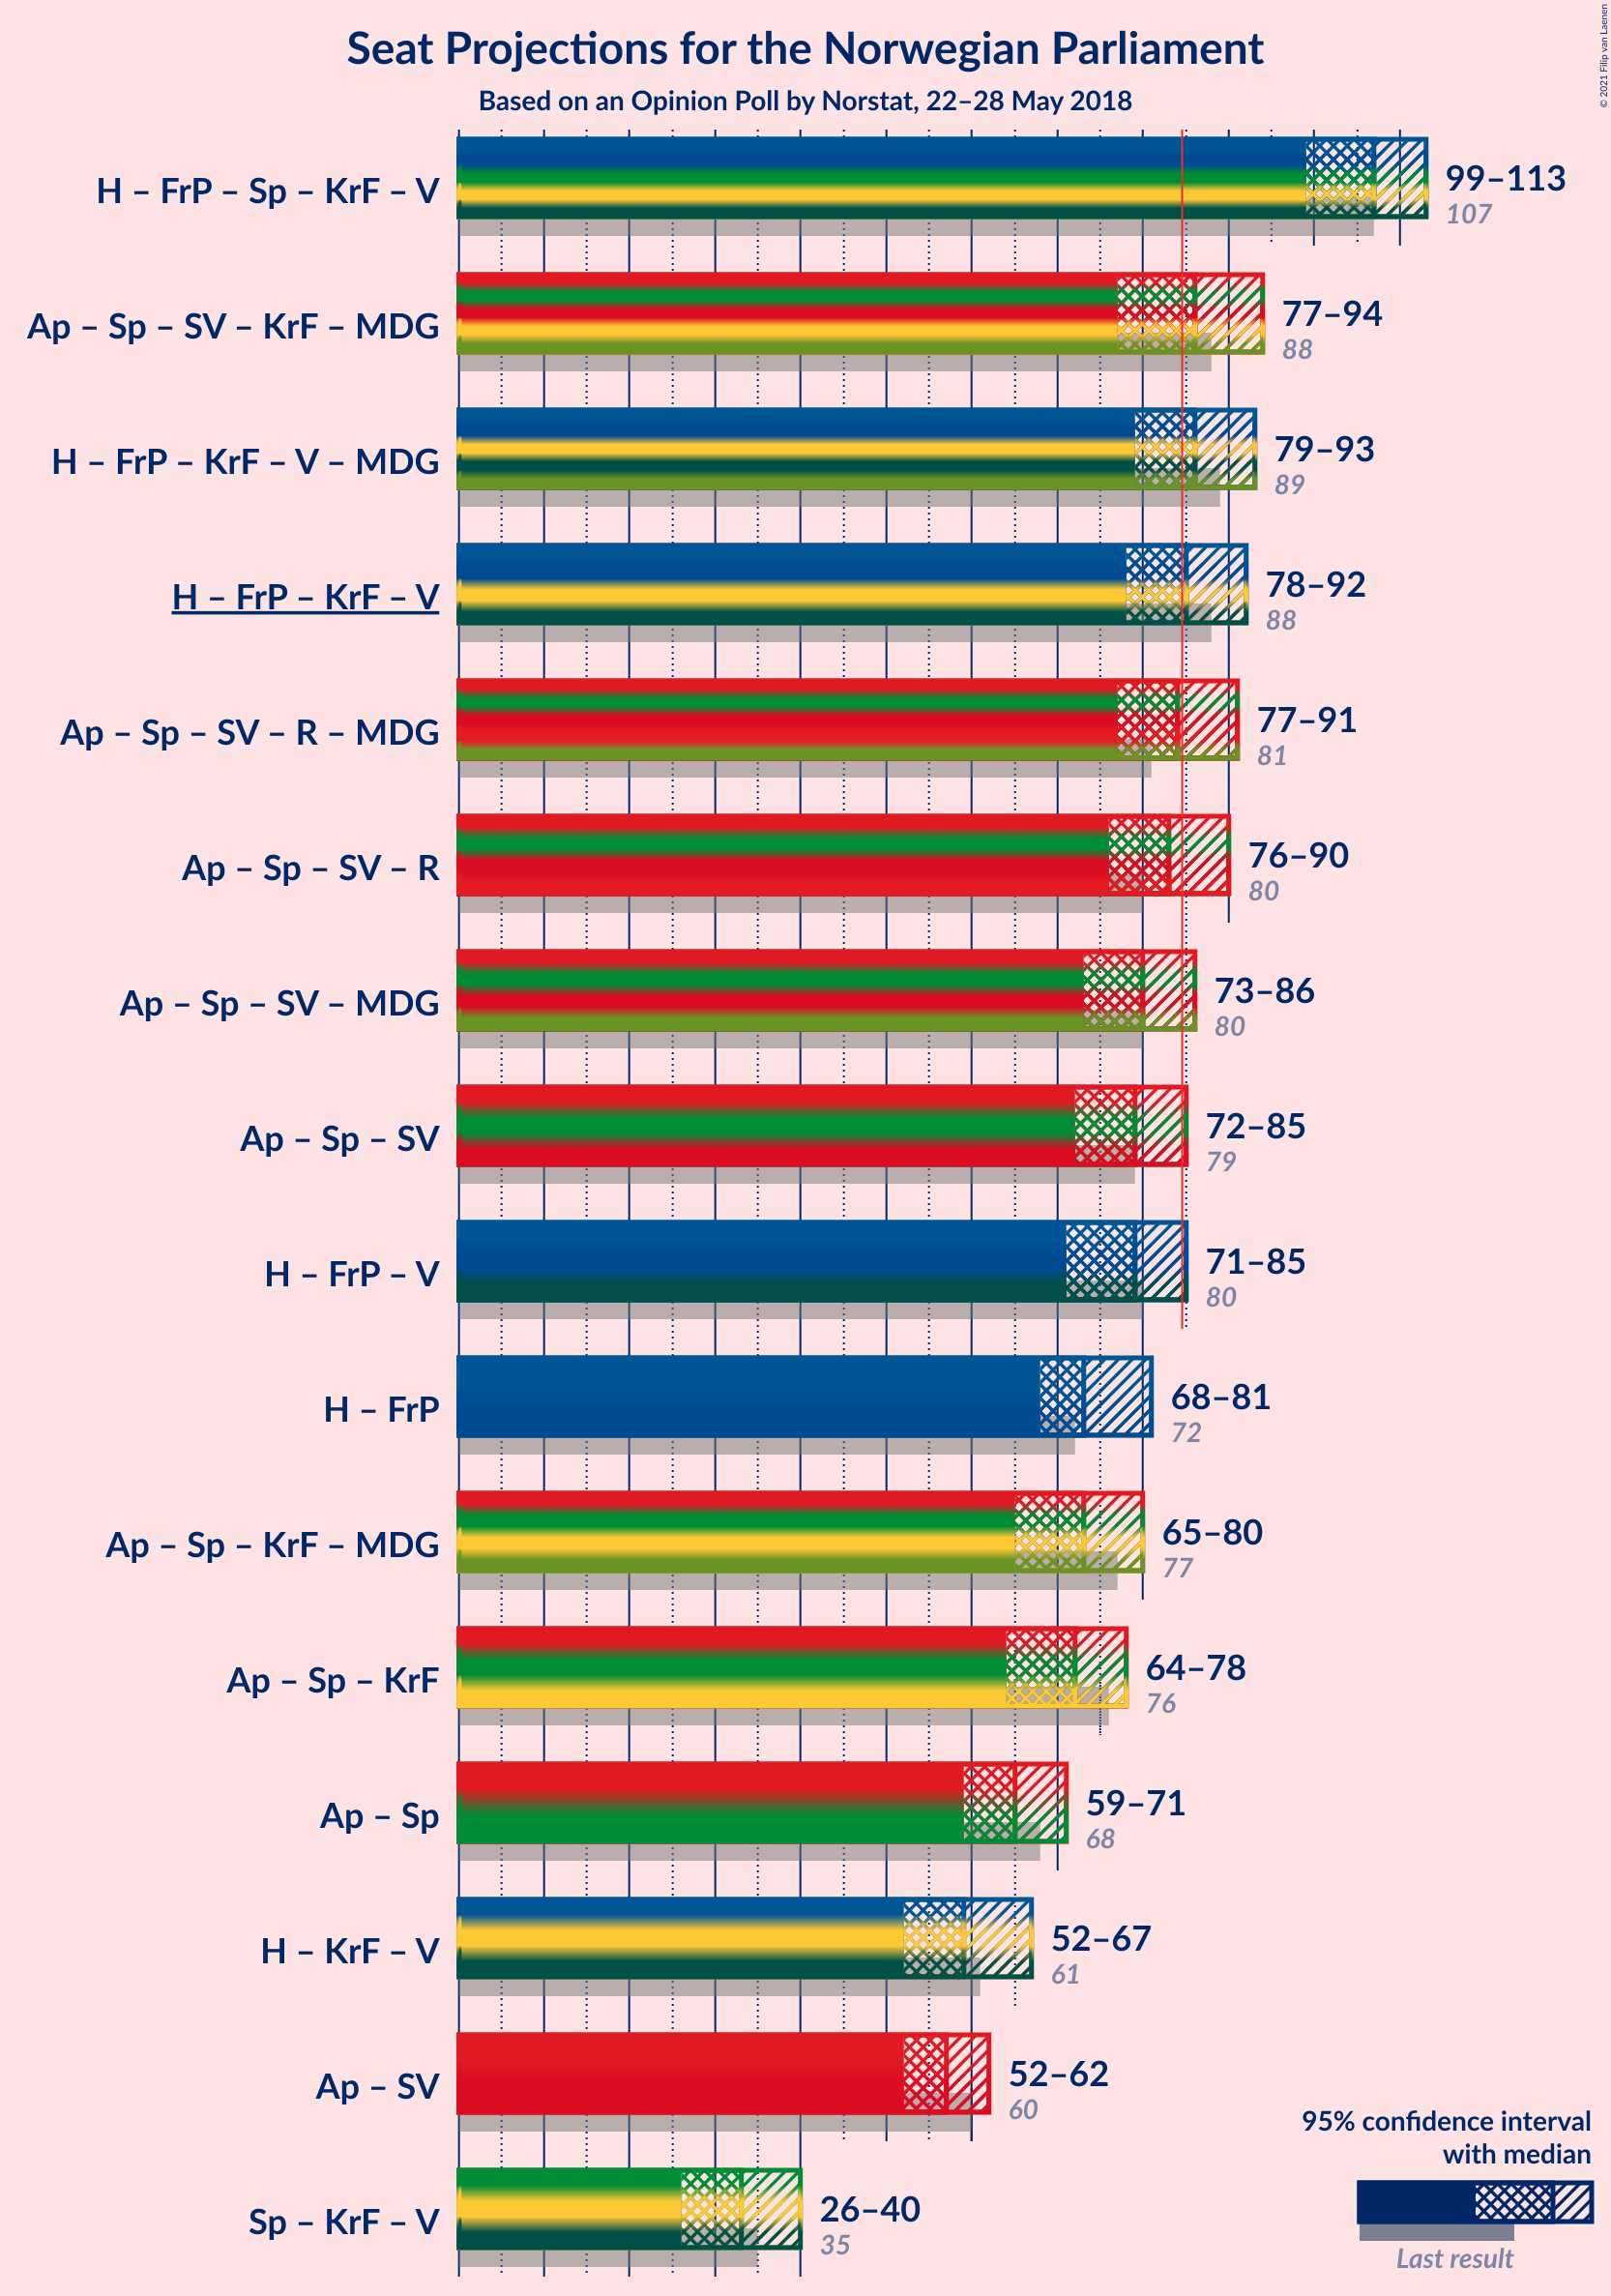 Seat Projections for the Norwegian Parliament
Based on an Opinion Poll by Norstat, 22–28 May 2018
© 2021 Filip van Laenen
H – FrP – Sp – KrF – V
99–113
107
Ap – Sp – SV – KrF – MDG
77–94
88
H – FrP – KrF – V – MDG
79–93
89
H – FrP – KrF – V
78–92
88
Ap – Sp – SV – R – MDG
77–91
81
Ap – Sp – SV – R
76–90
80
Ap – Sp – SV – MDG
73–86
80
Ap – Sp – SV
72–85
79
H – FrP – V
71–85
80
H – FrP
68–81
72
Ap – Sp – KrF – MDG
65–80
77
Ap – Sp – KrF
64–78
76
Ap – Sp
59–71
68
H – KrF – V
52–67
61
Ap – SV
52–62
60
Sp – KrF – V
26–40
35
95% confidence interval
with median
Last result